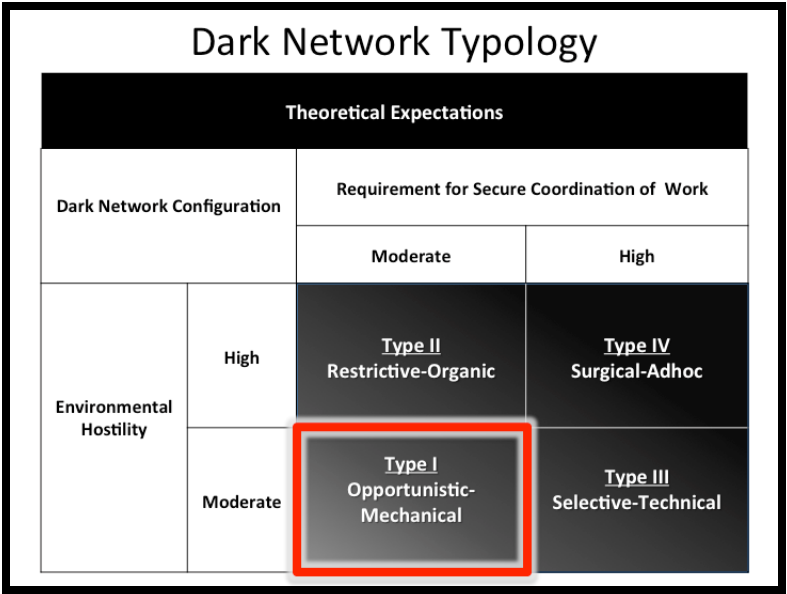 Dark Network Typology
Theoretical Expectations
Dark Network Configuration
Requirement for Secure Coordination of Work
Moderate
High
Environmental
Hostility
High
Type II
Restrictive-Organic
Type IV
Surgical-Adhoc
Moderate
Type I
Opportunistic-
Mechanical
Type III
Selective-Technical